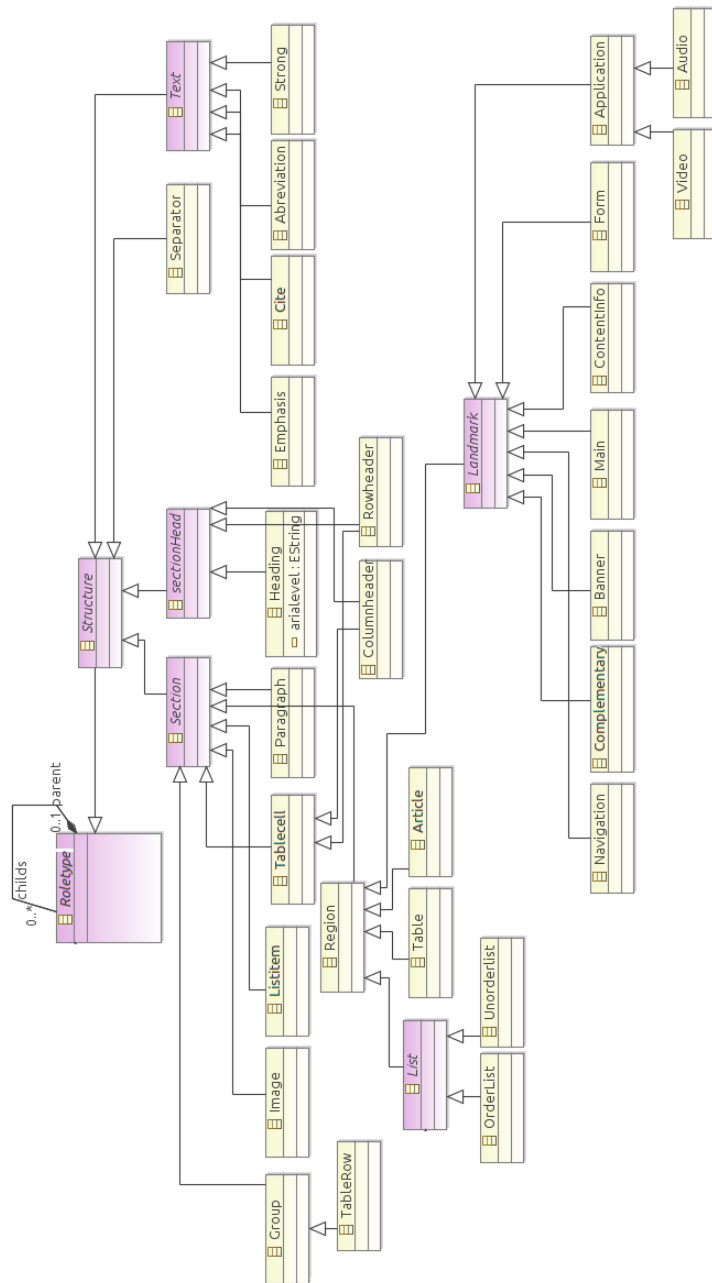 childs
0..*
0..1 parent
Roletype
Structure
Section
sectionHead
Separator
Text
Group
Image
Listitem
Tablecell
Paragraph
Heading
arialevel : EString
Emphasis
Cite
Abreviation
Strong
TableRow
Region
Columnheader
Rowheader
List
Table
Article
OrderList
Unorderlist
Landmark
Navigation
Complementary
Banner
Main
ContentInfo
Form
Application
Video
Audio